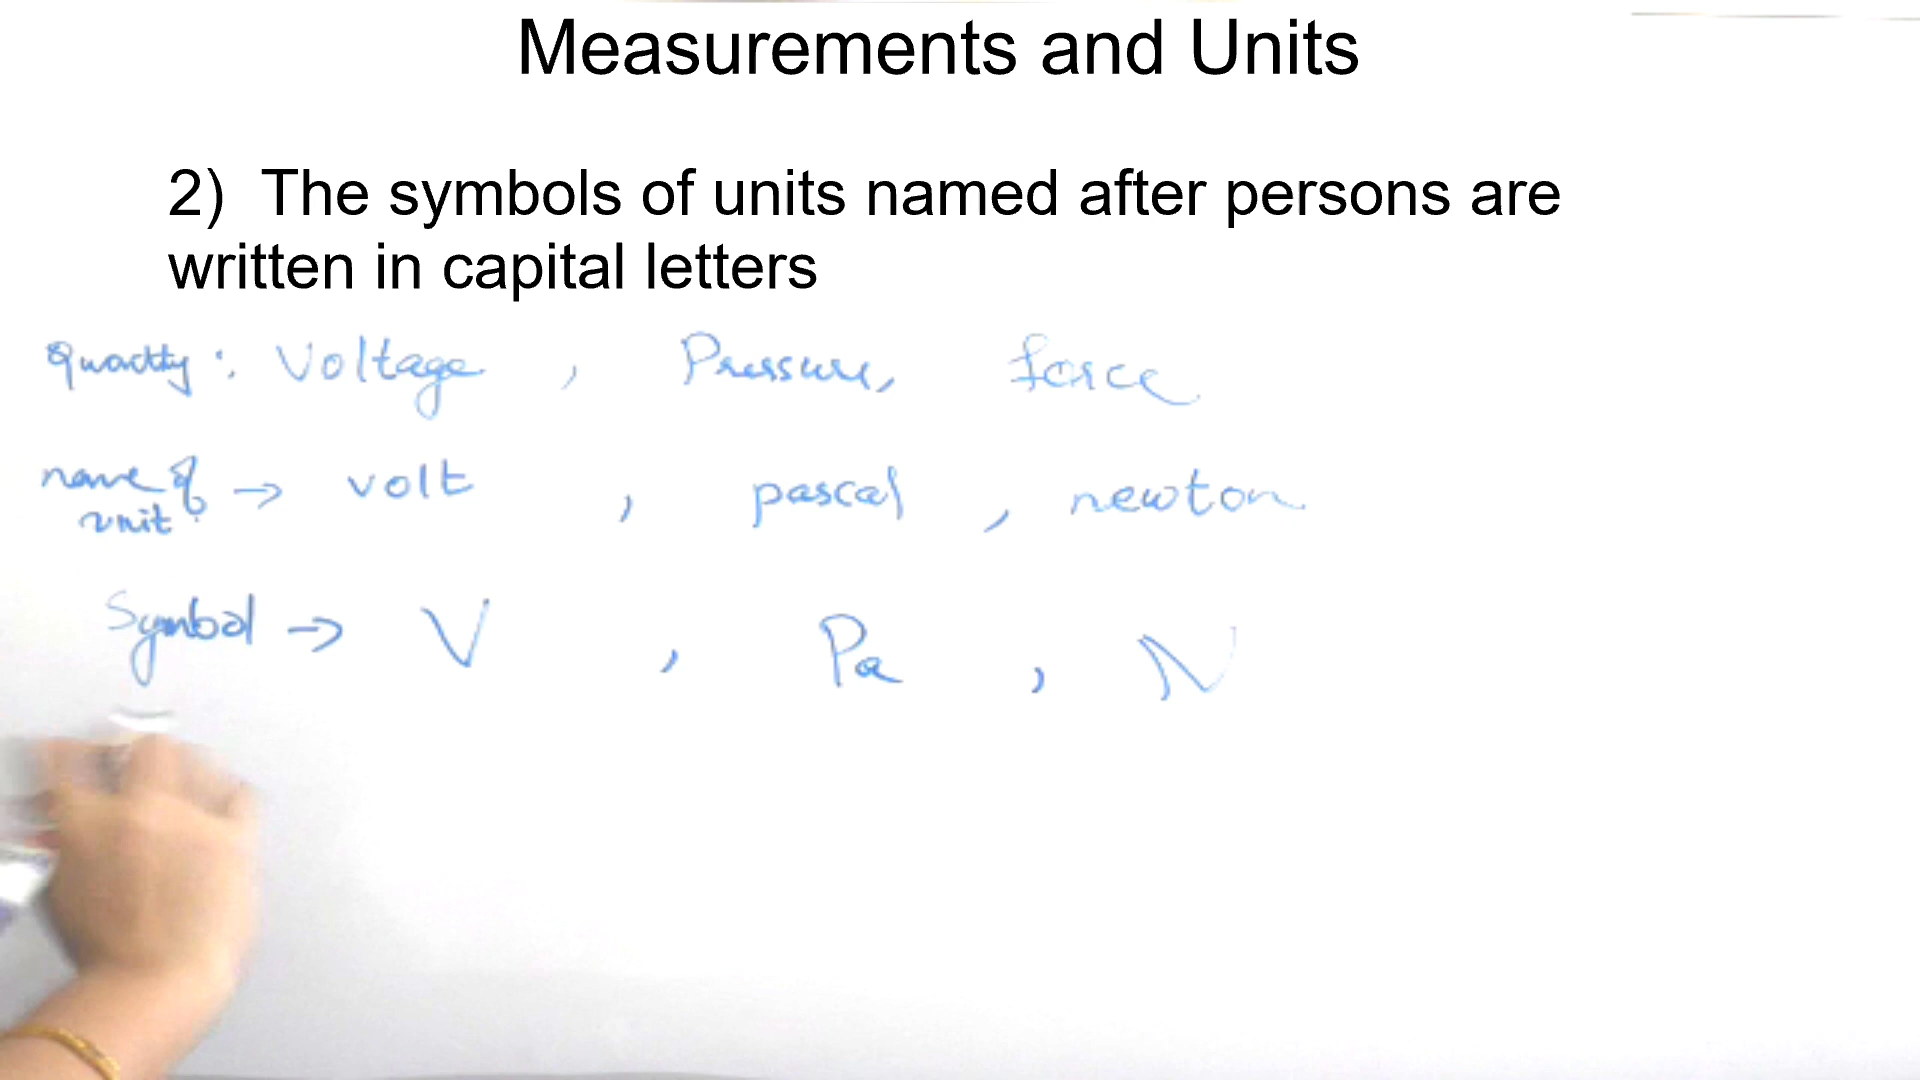 Measurements and Units
2) The symbols of units named after persons are
written in capital letters
Quantity : Voltage , Pressure, force
name of
unit → volt , pascal , newton
Symbol → V , Pa , N